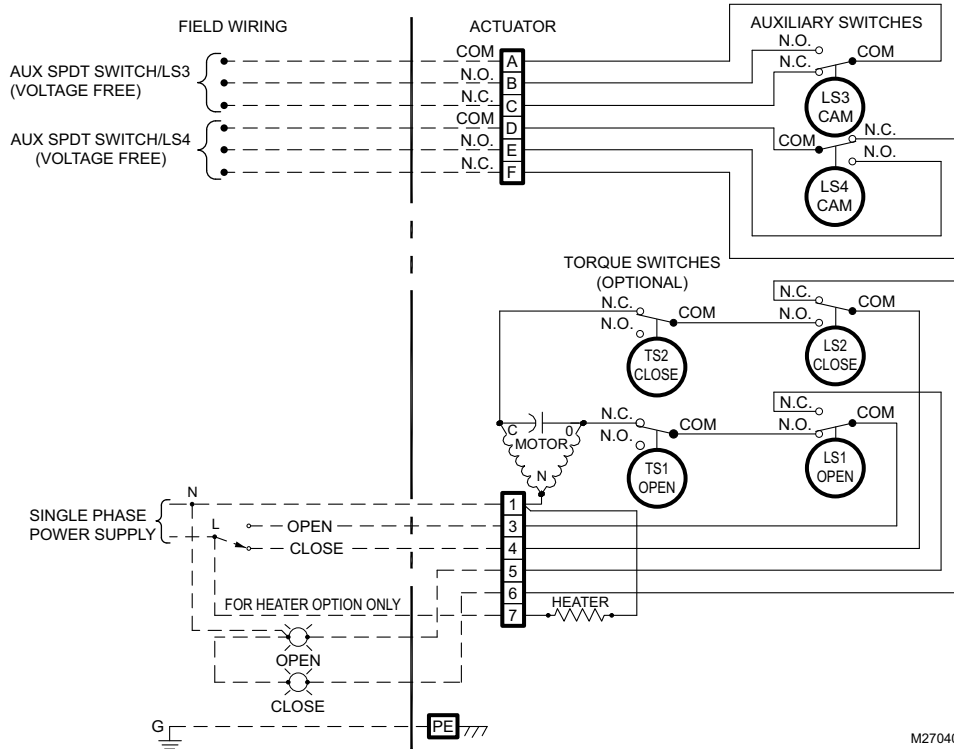 FIELD WIRING
ACTUATOR
AUXILIARY SWITCHES
AUX SPDT SWITCH/LS3
(VOLTAGE FREE)
COM
A
N.O.
B
N.C.
C
AUX SPDT SWITCH/LS4
(VOLTAGE FREE)
COM
D
N.O.
E
N.C.
F
N.O.
N.C.
COM
LS3
CAM
COM
N.C.
N.O.
LS4
CAM
TORQUE SWITCHES
(OPTIONAL)
N.C.
N.O.
COM
TS2
CLOSE
N.C.
N.O.
COM
LS2
CLOSE
C
MOTOR
0
N
N.C.
N.O.
COM
TS1
OPEN
N.C.
N.O.
COM
LS1
OPEN
SINGLE PHASE
POWER SUPPLY
N
L
OPEN
CLOSE
1
3
4
5
6
7
FOR HEATER OPTION ONLY
HEATER
OPEN
CLOSE
G
PE
M27040